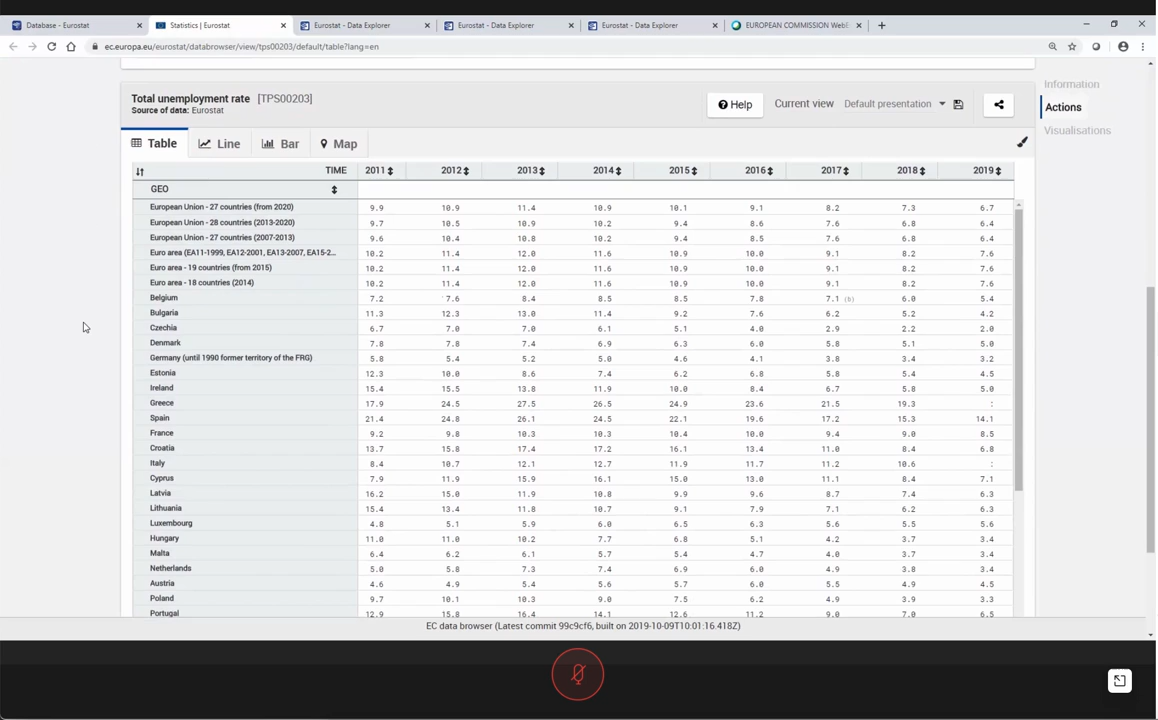 Database - Eurostat
Statistics | Eurostat
Eurostat - Data Explorer
Eurostat - Data Explorer
Eurostat - Data Explorer
ec.europa.eu/eurostat/databrowser/view/tps00203/default/table?lang=en
Total unemployment rate [TPS00203]
Source of data: Eurostat
Help
Current view
Default presentation
Information
Actions
Visualisations
Table Line Bar Map
TIME 2011 2012 2013 2014 2015 2016 2017 2018 2019
GEO
European Union - 27 countries (from 2020) 9.9 10.9 11.4 10.9 10.1 9.1 8.2 7.3 6.7
European Union - 28 countries (2013-2020) 9.7 10.5 10.9 10.2 9.4 8.6 7.6 6.8 6.4
European Union - 27 countries (2007-2013) 9.6 10.4 10.8 10.2 9.4 8.5 7.6 6.8 6.4
Euro area (EA11-1999, EA12-2001, EA13-2007, EA15-2... 10.2 11.4 12.0 11.6 10.9 10.0 9.1 8.2 7.6
Euro area - 19 countries (from 2015) 10.2 11.4 12.0 11.6 10.9 10.0 9.1 8.2 7.6
Euro area - 18 countries (2014) 10.2 11.4 12.0 11.6 10.9 10.0 9.1 8.2 7.6
Belgium 7.2 7.6 8.4 8.5 8.5 7.8 7.1 (b) 6.0 5.4
Bulgaria 11.3 12.3 13.0 11.4 9.2 7.6 6.2 5.2 4.2
Czechia 6.7 7.0 7.0 6.1 5.1 4.0 2.9 2.2 2.0
Denmark 7.8 7.8 7.4 6.9 6.3 6.0 5.8 5.1 5.0
Germany (until 1990 former territory of the FRG) 5.8 5.4 5.2 5.0 4.6 4.1 3.8 3.4 3.2
Estonia 12.3 10.0 8.6 7.4 6.2 6.8 5.8 5.4 4.5
Ireland 15.4 15.5 13.8 11.9 10.0 8.4 6.7 5.8 5.0
Greece 17.9 24.5 27.5 26.5 24.9 23.6 21.5 19.3 :
Spain 21.4 24.8 26.1 24.5 22.1 19.6 17.2 15.3 14.1
France 9.2 9.8 10.3 10.3 10.4 10.0 9.4 9.0 8.5
Croatia 13.7 15.8 17.4 17.2 16.1 13.4 11.0 8.4 6.8
Italy 8.4 10.7 12.1 12.7 11.9 11.7 11.2 10.6 :
Cyprus 7.9 11.9 15.9 16.1 15.0 13.0 11.1 8.4 7.1
Latvia 16.2 15.0 11.9 10.8 9.9 9.6 8.7 7.4 6.3
Lithuania 15.4 13.4 11.8 10.7 9.1 7.9 7.1 6.2 6.3
Luxembourg 4.8 5.1 5.9 6.0 6.5 6.3 5.6 5.5 5.6
Hungary 11.0 11.0 10.2 7.7 6.8 5.1 4.2 3.7 3.4
Malta 6.4 6.2 6.1 5.7 5.4 4.7 4.0 3.7 3.4
Netherlands 5.0 5.8 7.3 7.4 6.9 6.0 4.9 3.8 3.4
Austria 4.6 4.9 5.4 5.6 5.7 6.0 5.5 4.9 4.5
Poland 9.7 10.1 10.3 9.0 7.5 6.2 4.9 3.9 3.3
Portugal 12.9 15.8 16.4 14.1 12.6 11.2 9.0 7.0 6.5
EC data browser (Latest commit 99c9cf6, built on 2019-10-09T10:01:16.418Z)